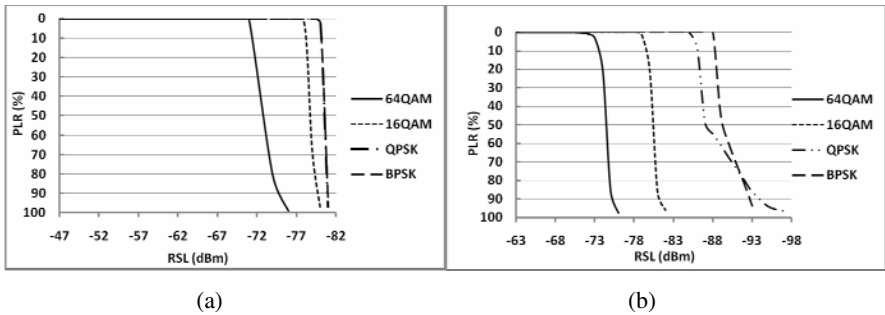 0
10
20
30
40
50
60
70
80
90
100
PLR (%)
-47 -52 -57 -62 -67 -72 -77 -82
RSL (dBm)
64QAM
16QAM
QPSK
BPSK
(a)
0
10
20
30
40
50
60
70
80
90
100
PLR (%)
-63 -68 -73 -78 -83 -88 -93 -98
RSL (dBm)
64QAM
16QAM
QPSK
BPSK
(b)